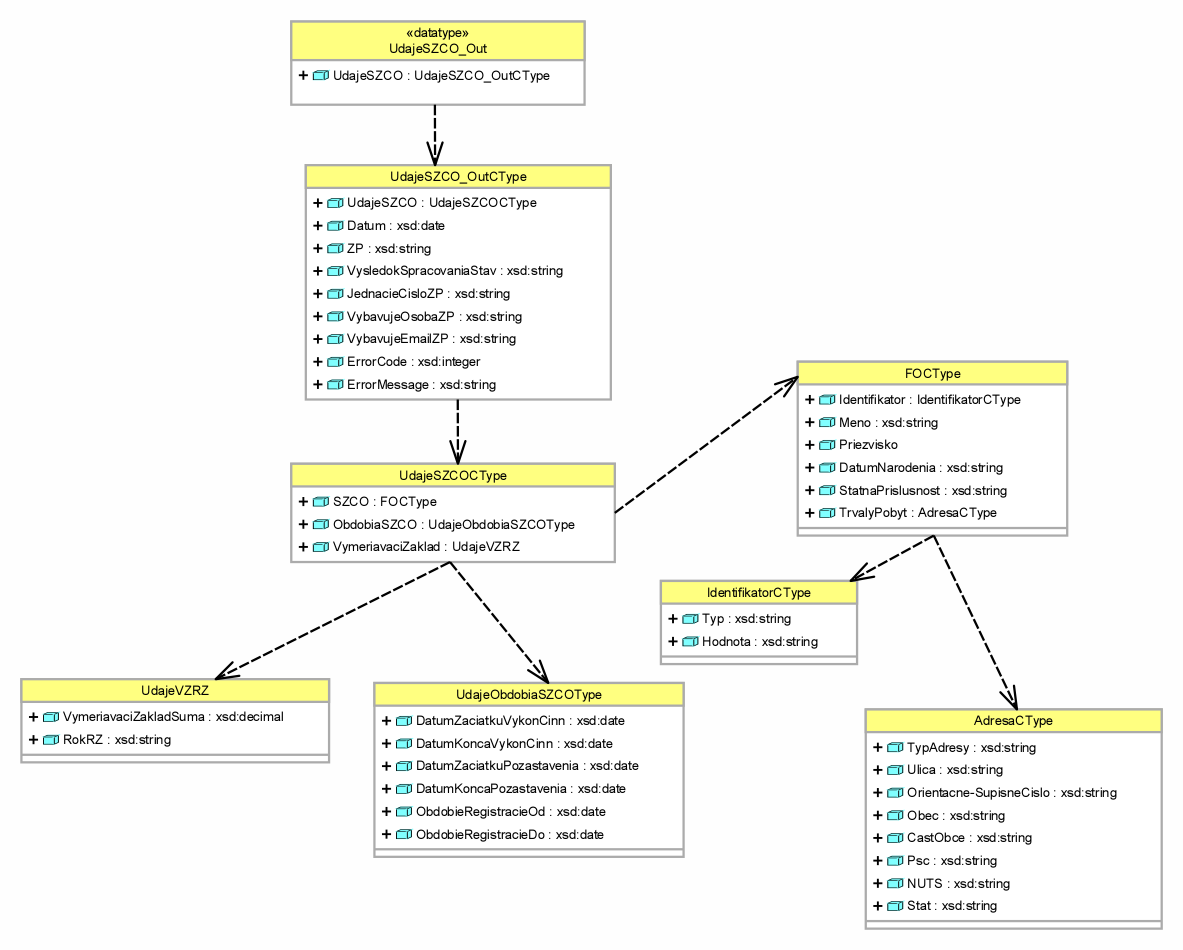 «datatype»
UdajeSZCO_Out
UdajeSZCO : UdajeSZCO_OutCType
UdajeSZCO_OutCType
UdajeSZCO : UdajeSZCOCType
Datum : xsd:date
ZP : xsd:string
VysledokSpracovaniaStav : xsd:string
JednacieCisloZP : xsd:string
VybavujeOsobaZP : xsd:string
VybavujeEmailZP : xsd:string
ErrorCode : xsd:integer
ErrorMessage : xsd:string
FOCType
Identifikator : IdentifikatorCType
Meno : xsd:string
Priezvisko
DatumNarodenia : xsd:string
StatnaPrislusnost : xsd:string
TrvalyPobyt : AdresaCType
UdajeSZCOCType
SZCO : FOCType
ObdobiaSZCO : UdajeObdobiaSZCOType
VymeriavaciZaklad : UdajeVZRZ
IdentifikatorCType
Typ : xsd:string
Hodnota : xsd:string
UdajeVZRZ
VymeriavaciZakladSuma : xsd:decimal
RokRZ : xsd:string
UdajeObdobiaSZCOType
DatumZaciatkuVykonCinn : xsd:date
DatumKoncaVykonCinn : xsd:date
DatumZaciatkuPozastavenia : xsd:date
DatumKoncaPozastavenia : xsd:date
ObdobieRegistracieOd : xsd:date
ObdobieRegistracieDo : xsd:date
AdresaCType
TypAdresy : xsd:string
Ulica : xsd:string
Orientacne-SupisneCislo : xsd:string
Obec : xsd:string
CastObce : xsd:string
Psc : xsd:string
NUTS : xsd:string
Stat : xsd:string